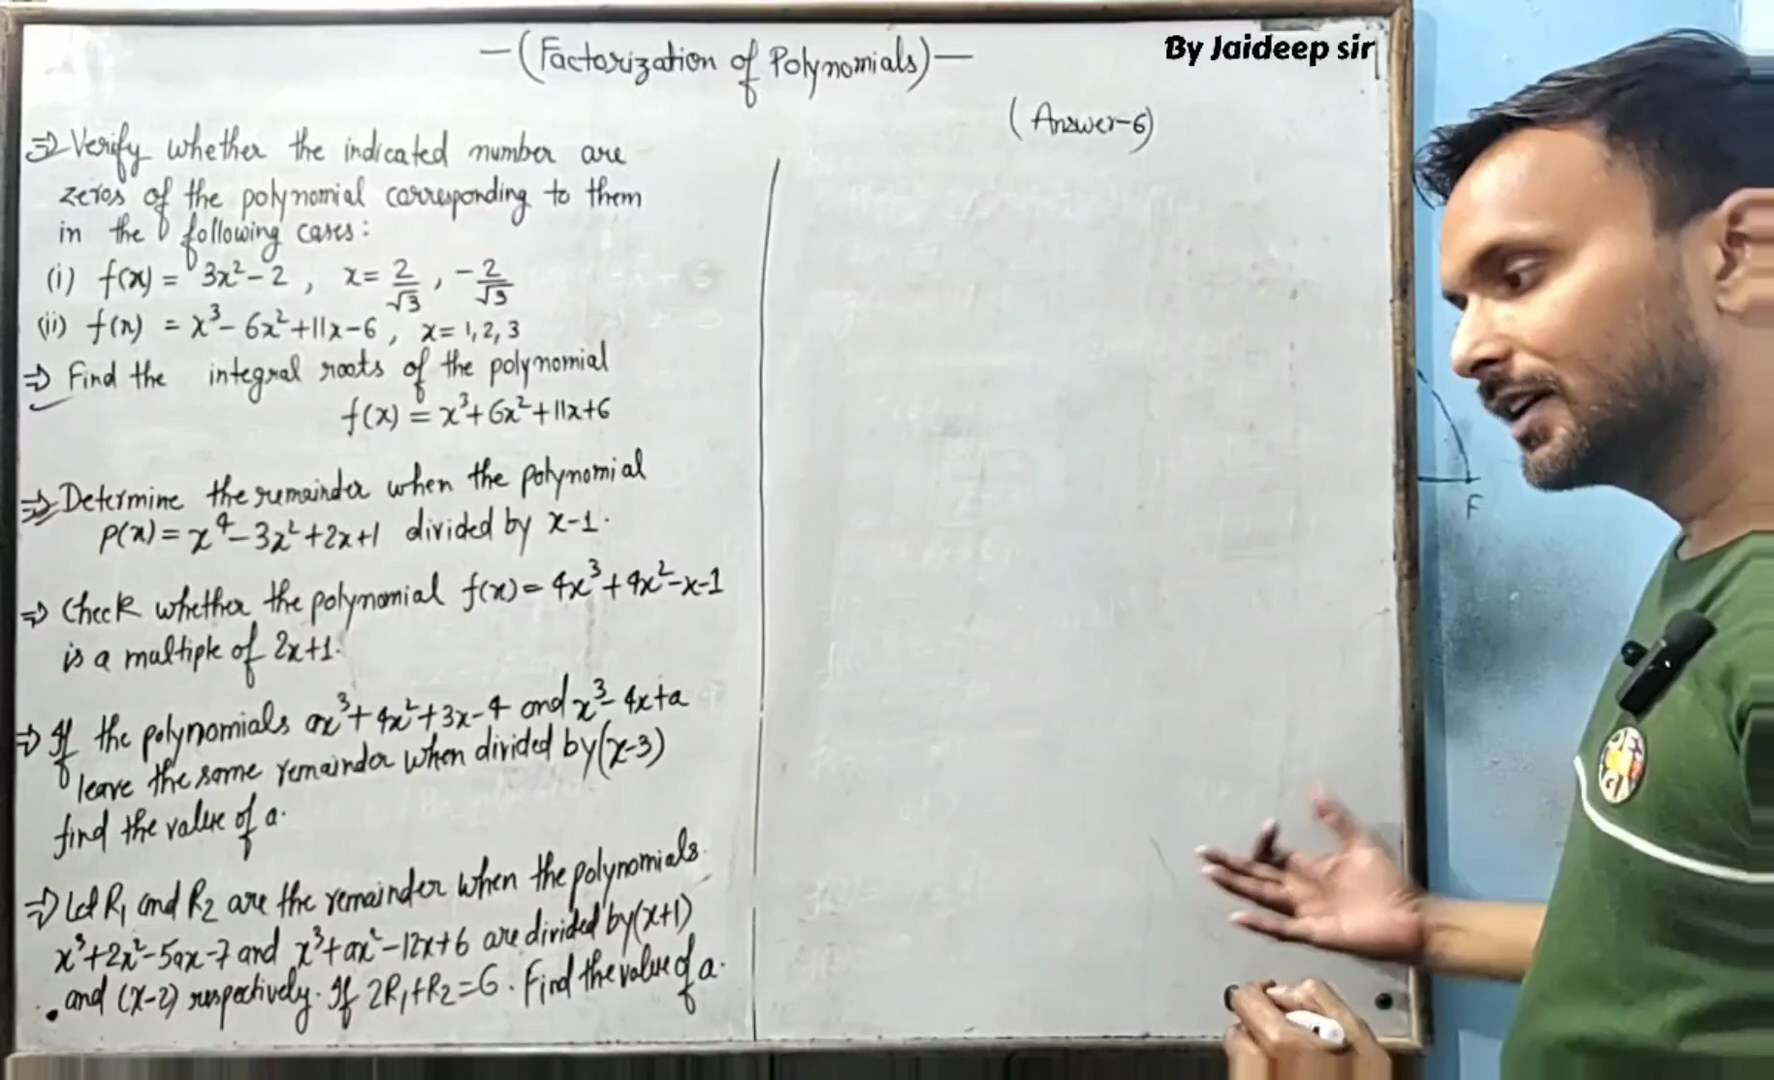 -(Factorization of Polynomials)-
By Jaideep sir
(Answer-6)
⇒ Verify whether the indicated number are
zeros of the polynomial corresponding to them
in the following cases:
(i) f(x) = 3x²-2 , x= 2/√3 , -2/√3
(ii) f(x) = x³- 6x²+11x-6 , x= 1, 2, 3
⇒ Find the integral roots of the polynomial
f(x) = x³+6x²+11x+6
⇒ Determine the remainder when the polynomial
P(x) = x⁴-3x²+2x+1 divided by x-1.
⇒ Check whether the polynomial f(x) = 4x³+4x²-x-1
is a multiple of 2x+1.
⇒ If the polynomials ax³+4x²+3x-4 and x³-4x+a
leave the same remainder when divided by (x-3)
find the value of a.
⇒ Let R₁ and R₂ are the remainder when the polynomials.
x³+2x²-5ax-7 and x³+ax²-12x+6 are divided by (x+1)
and (x-2) respectively. If 2R₁+R₂=6. Find the value of a.
F